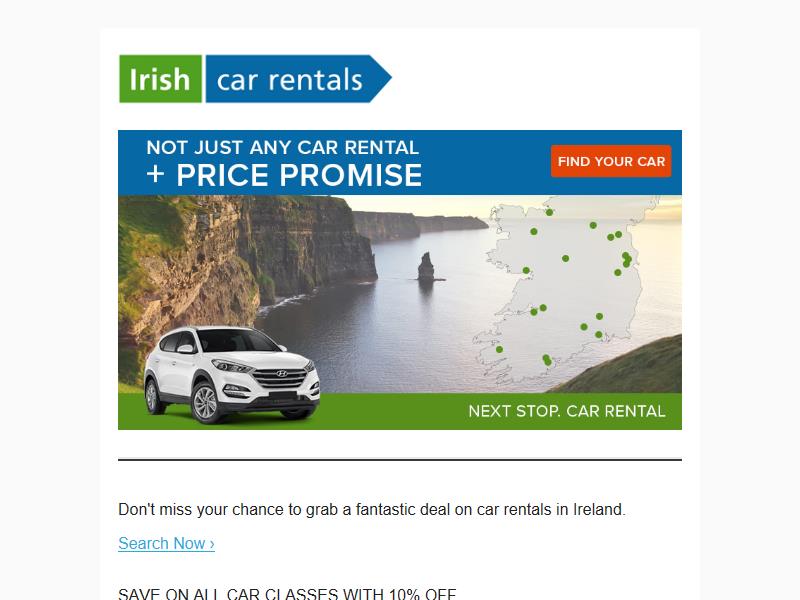 Irish car rentals
NOT JUST ANY CAR RENTAL
+ PRICE PROMISE
FIND YOUR CAR
NEXT STOP. CAR RENTAL
Don't miss your chance to grab a fantastic deal on car rentals in Ireland.
Search Now ›
SAVE ON ALL CAR CLASSES WITH 10% OFF